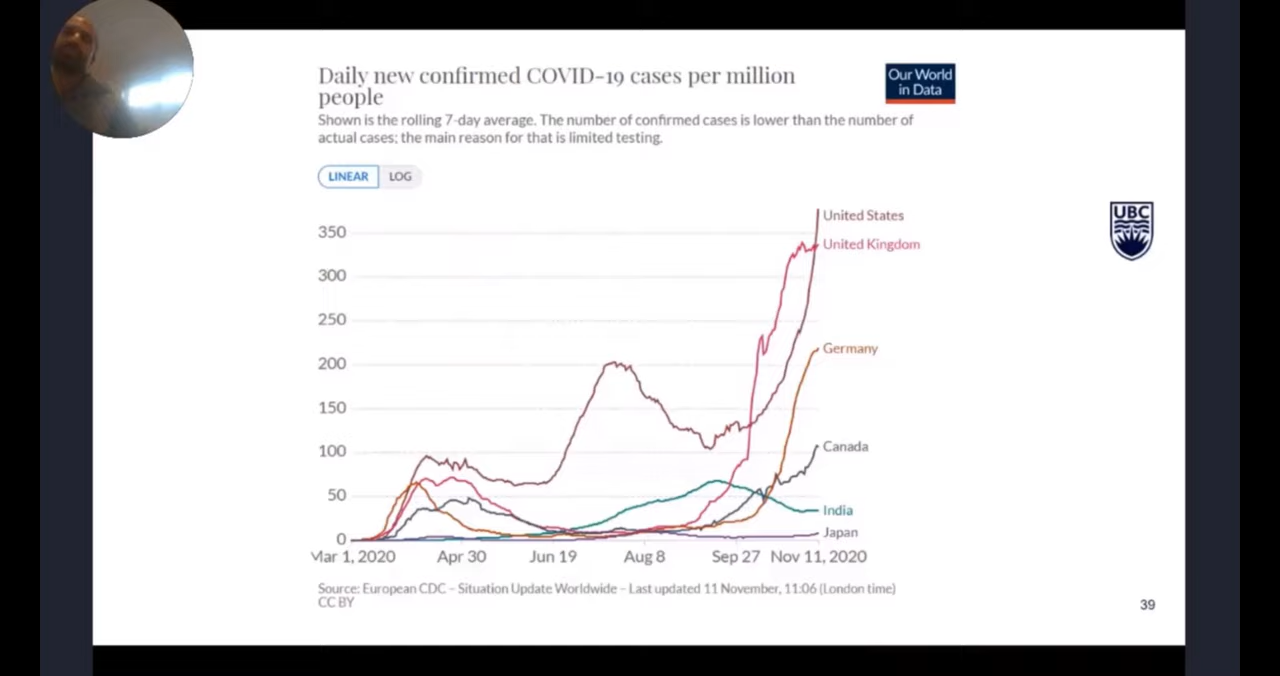 Daily new confirmed COVID-19 cases per million
people
Our World
in Data
Shown is the rolling 7-day average. The number of confirmed cases is lower than the number of
actual cases; the main reason for that is limited testing.
LINEAR LOG
UBC
United States
350
United Kingdom
300
250
Germany
200
150
Canada
100
50
India
Japan
0
Mar 1, 2020 Apr 30 Jun 19 Aug 8 Sep 27 Nov 11, 2020
Source: European CDC – Situation Update Worldwide – Last updated 11 November, 11:06 (London time)
CC BY
39